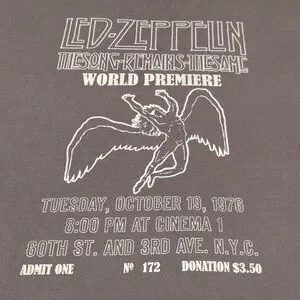 LED-ZEPPELIN
THE SONG REMAINS THE SAME
WORLD PREMIERE
TUESDAY, OCTOBER 19, 1976
8:00 PM AT CINEMA 1
60TH ST. AND 3RD AVE. N.Y.C.
ADMIT ONE Nº 172 DONATION $3.50